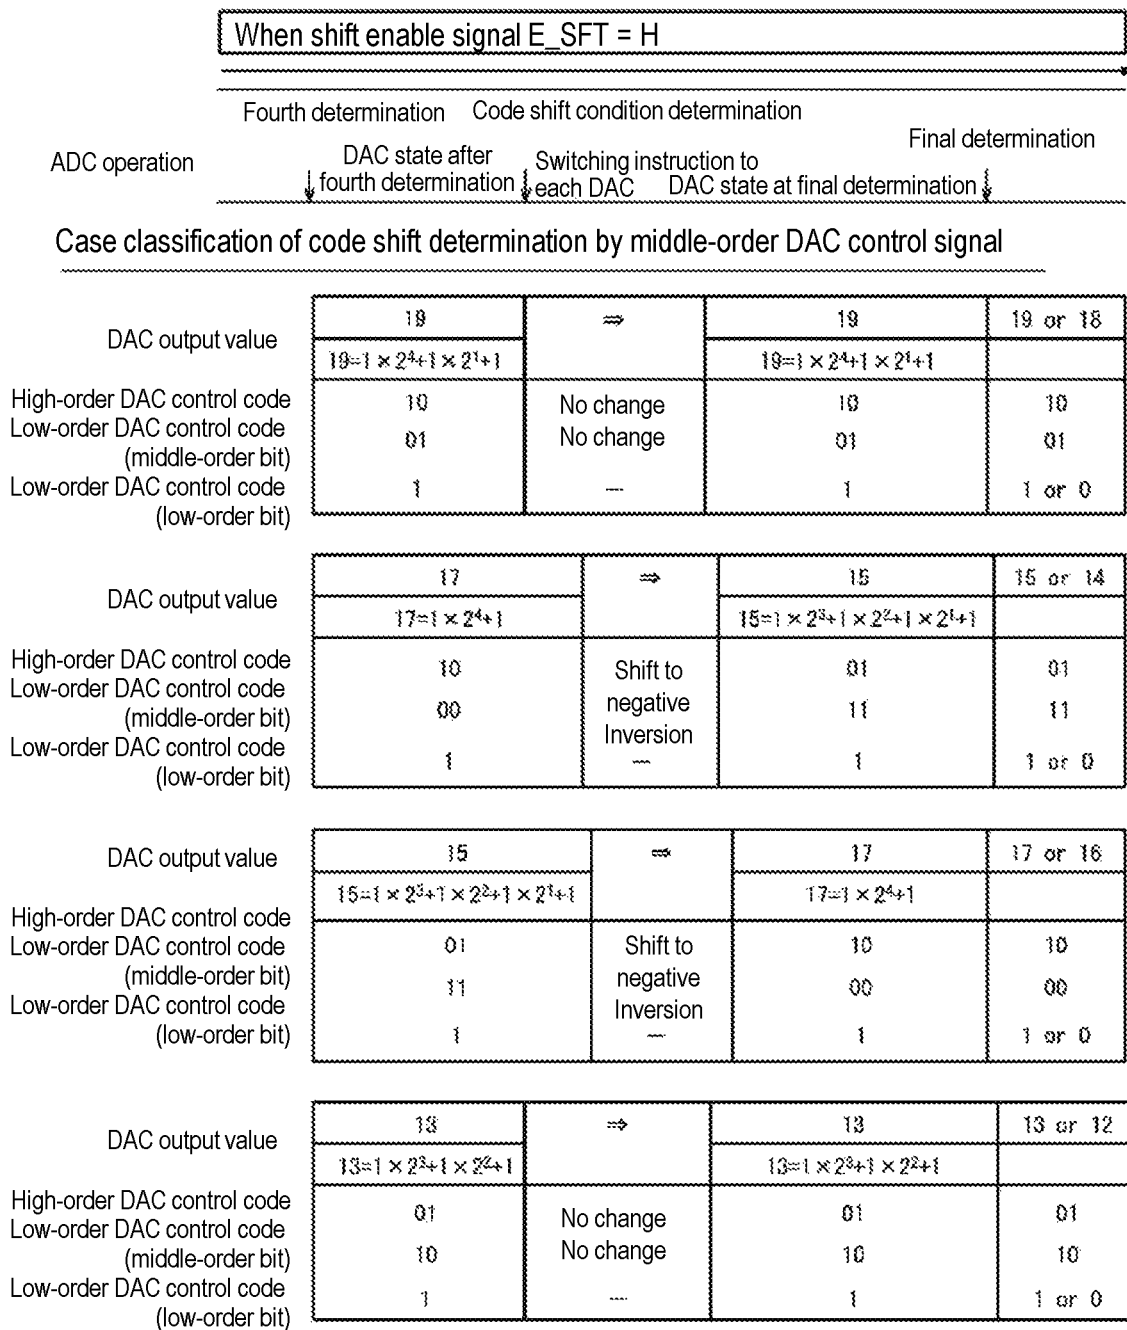 When shift enable signal E_SFT = H
Fourth determination Code shift condition determination
Final determination
ADC operation
DAC state after
fourth determination
Switching instruction to
each DAC
DAC state at final determination
Case classification of code shift determination by middle-order DAC control signal
DAC output value
19 ⇒ 19 19 or 18
19=1 × 2⁴+1 × 2¹+1 19=1 × 2⁴+1 × 2¹+1
High-order DAC control code 10 No change 10 10
Low-order DAC control code
(middle-order bit) 01 No change 01 01
Low-order DAC control code
(low-order bit) 1 — 1 1 or 0
DAC output value
17 ⇒ 15 15 or 14
17=1 × 2⁴+1 15=1 × 2³+1 × 2²+1 × 2¹+1
High-order DAC control code 10 Shift to 01 01
Low-order DAC control code negative
(middle-order bit) 00 Inversion 11 11
Low-order DAC control code
(low-order bit) 1 — 1 1 or 0
DAC output value
15 ⇒ 17 17 or 16
15=1 × 2³+1 × 2²+1 × 2¹+1 17=1 × 2⁴+1
High-order DAC control code
Low-order DAC control code 01 Shift to 10 10
(middle-order bit) 11 negative 00 00
Low-order DAC control code Inversion
(low-order bit) 1 — 1 1 or 0
DAC output value
13 ⇒ 13 13 or 12
13=1 × 2³+1 × 2²+1 13=1 × 2³+1 × 2²+1
High-order DAC control code 01 No change 01 01
Low-order DAC control code
(middle-order bit) 10 No change 10 10
Low-order DAC control code
(low-order bit) 1 — 1 1 or 0